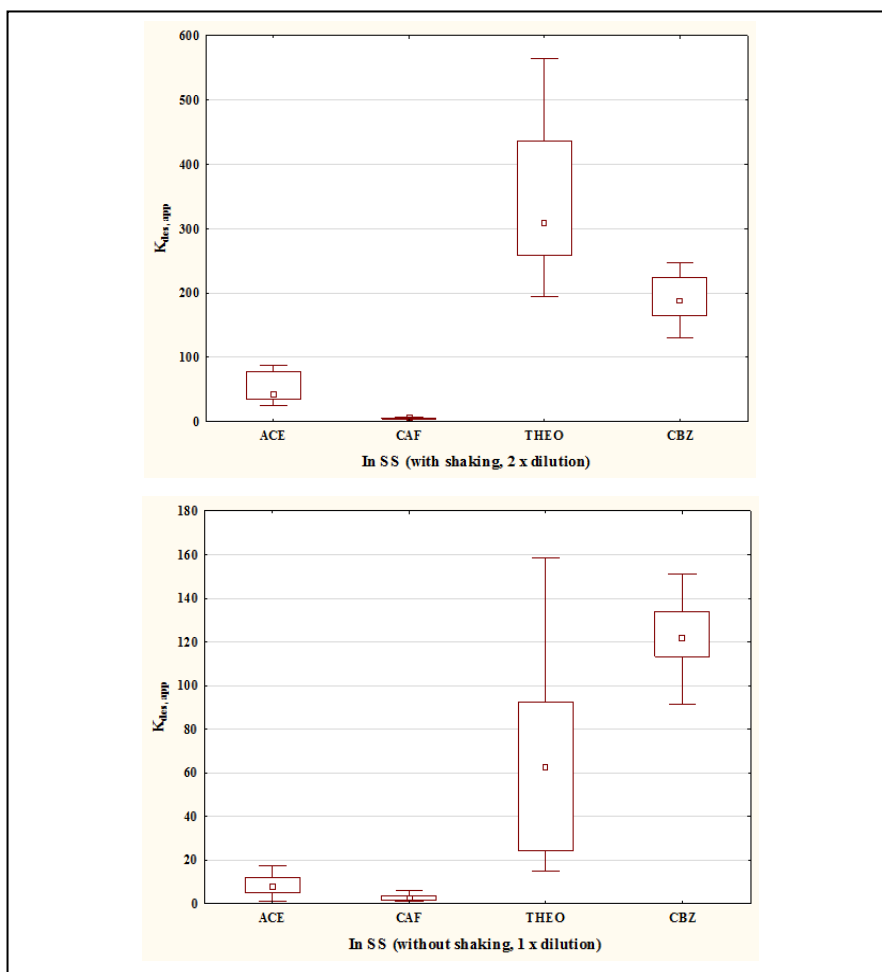 600
500
400
300
200
100
0
K des, app
ACE CAF THEO CBZ
In SS (with shaking, 2 x dilution)
180
160
140
120
100
80
60
40
20
0
K des, app
ACE CAF THEO CBZ
In SS (without shaking, 1 x dilution)